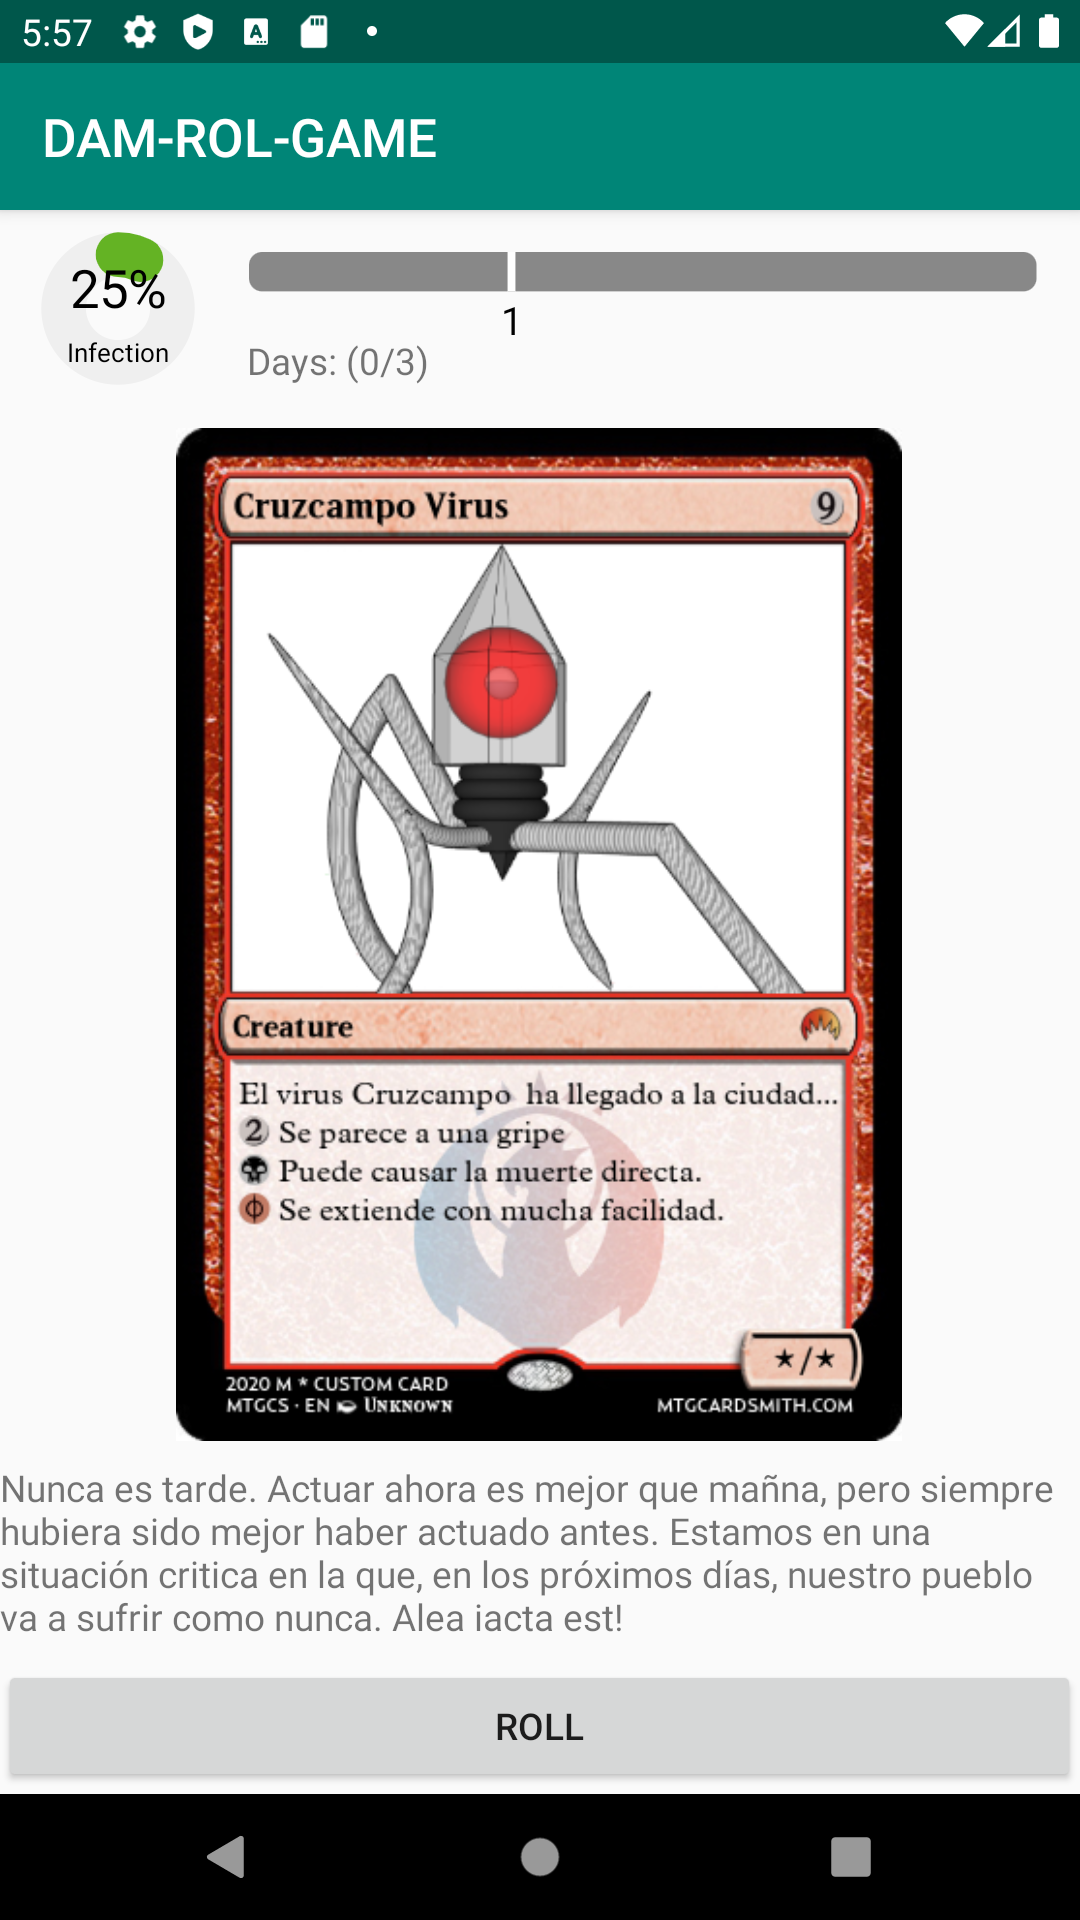 5:57
DAM-ROL-GAME
25%
Infection
1
Days: (0/3)
Cruzcampo Virus
9
Creature
El virus Cruzcampo ha llegado a la ciudad...
2 Se parece a una gripe
Puede causar la muerte directa.
Se extiende con mucha facilidad.
★/★
2020 M * CUSTOM CARD
MTGCS · EN UNKNOWN
MTGCARDSMITH.COM
Nunca es tarde. Actuar ahora es mejor que mañna, pero siempre
hubiera sido mejor haber actuado antes. Estamos en una
situación critica en la que, en los próximos días, nuestro pueblo
va a sufrir como nunca. Alea iacta est!
ROLL